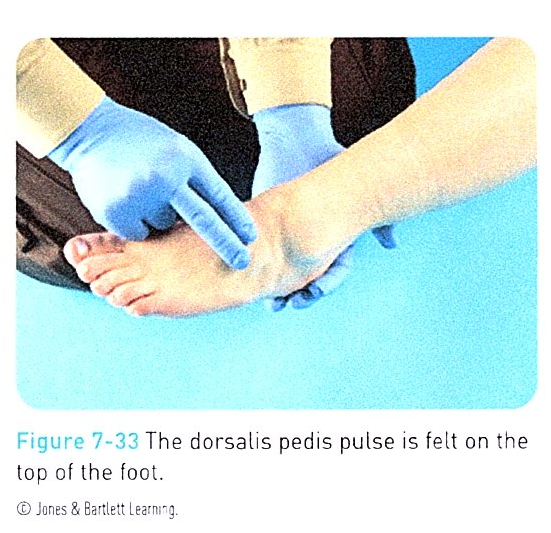 Figure 7-33 The dorsalis pedis pulse is felt on the
top of the foot.
© Jones & Bartlett Learning.